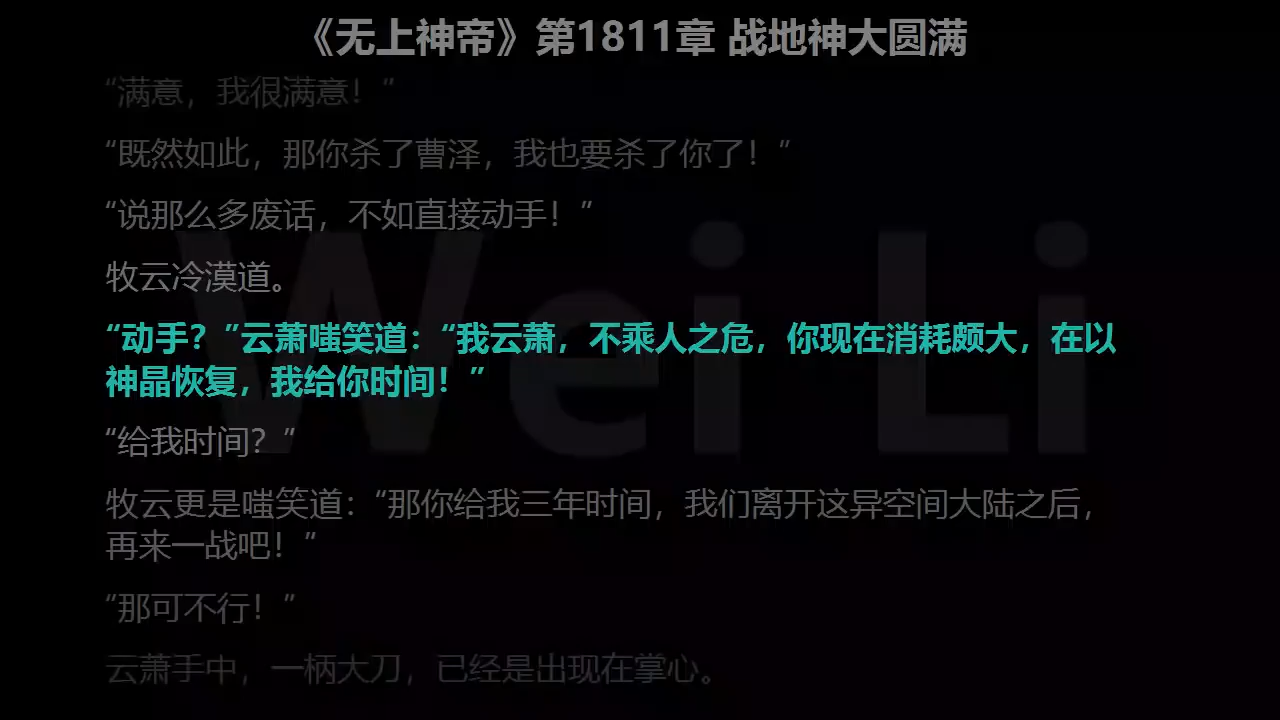 《无上神帝》第1811章 战地神大圆满
“满意，我很满意！”
“既然如此，那你杀了曹泽，我也要杀了你了！”
“说那么多废话，不如直接动手！”
牧云冷漠道。
“动手？”云萧嗤笑道：“我云萧，不乘人之危，你现在消耗颇大，在以
神晶恢复，我给你时间！”
“给我时间？”
牧云更是嗤笑道：“那你给我三年时间，我们离开这异空间大陆之后，
再来一战吧！”
“那可不行！”
云萧手中，一柄大刀，已经是出现在掌心。
Wei Li